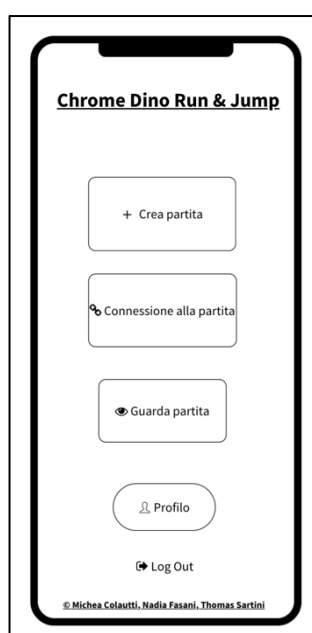 Chrome Dino Run & Jump
+ Crea partita
Connessione alla partita
Guarda partita
Profilo
Log Out
© Michea Colautti, Nadia Fasani, Thomas Sartini